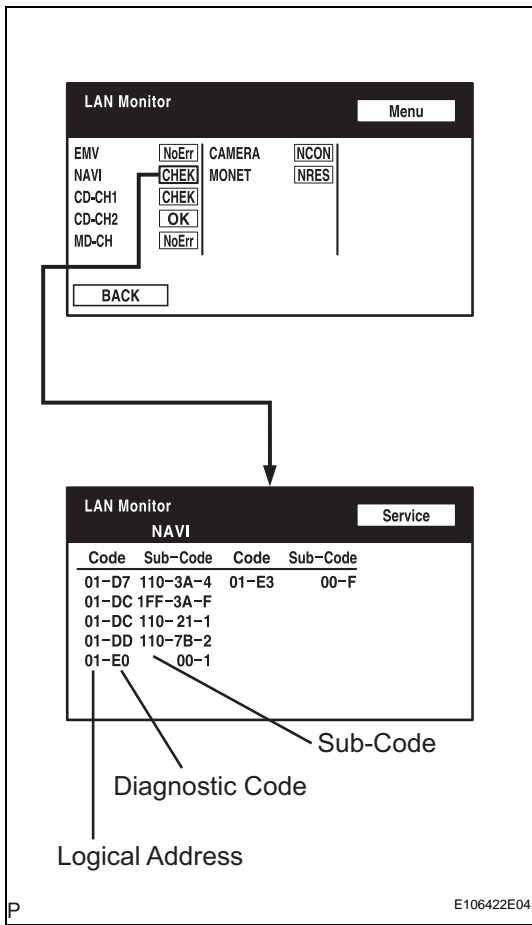 LAN Monitor
Menu
EMV NoErr CAMERA NCON
NAVI CHEK MONET NRES
CD-CH1 CHEK
CD-CH2 OK
MD-CH NoErr
BACK
LAN Monitor
NAVI
Service
Code Sub-Code Code Sub-Code
01-D7 110-3A-4 01-E3 00-F
01-DC 1FF-3A-F
01-DC 110-21-1
01-DD 110-7B-2
01-E0 00-1
Sub-Code
Diagnostic Code
Logical Address
P
E106422E04